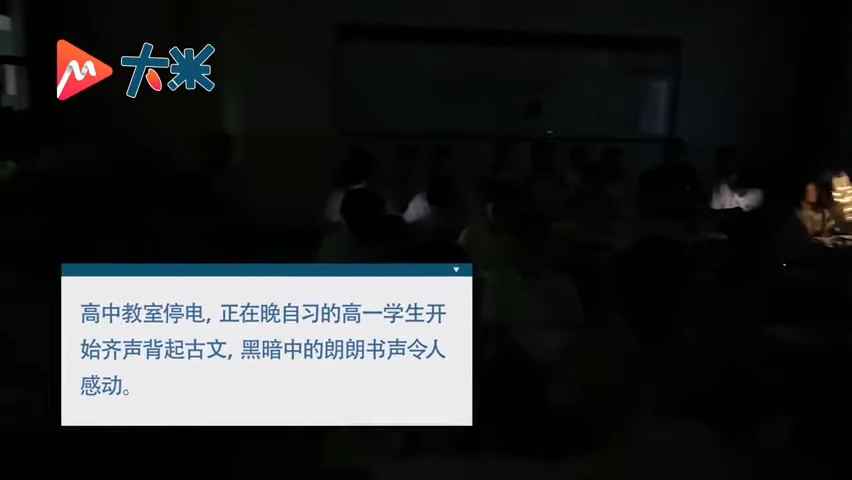 大米
高中教室停电, 正在晚自习的高一学生开
始齐声背起古文, 黑暗中的朗朗书声令人
感动。